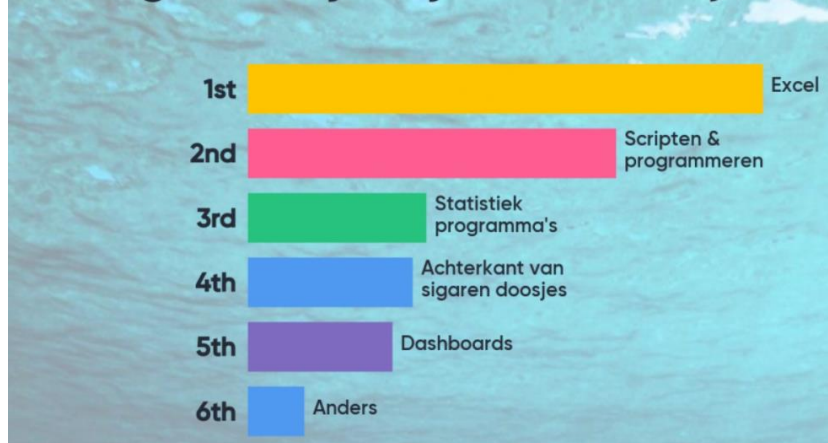 1st
Excel
2nd
Scripten &
programmeren
3rd
Statistiek
programma's
4th
Achterkant van
sigaren doosjes
5th
Dashboards
6th
Anders